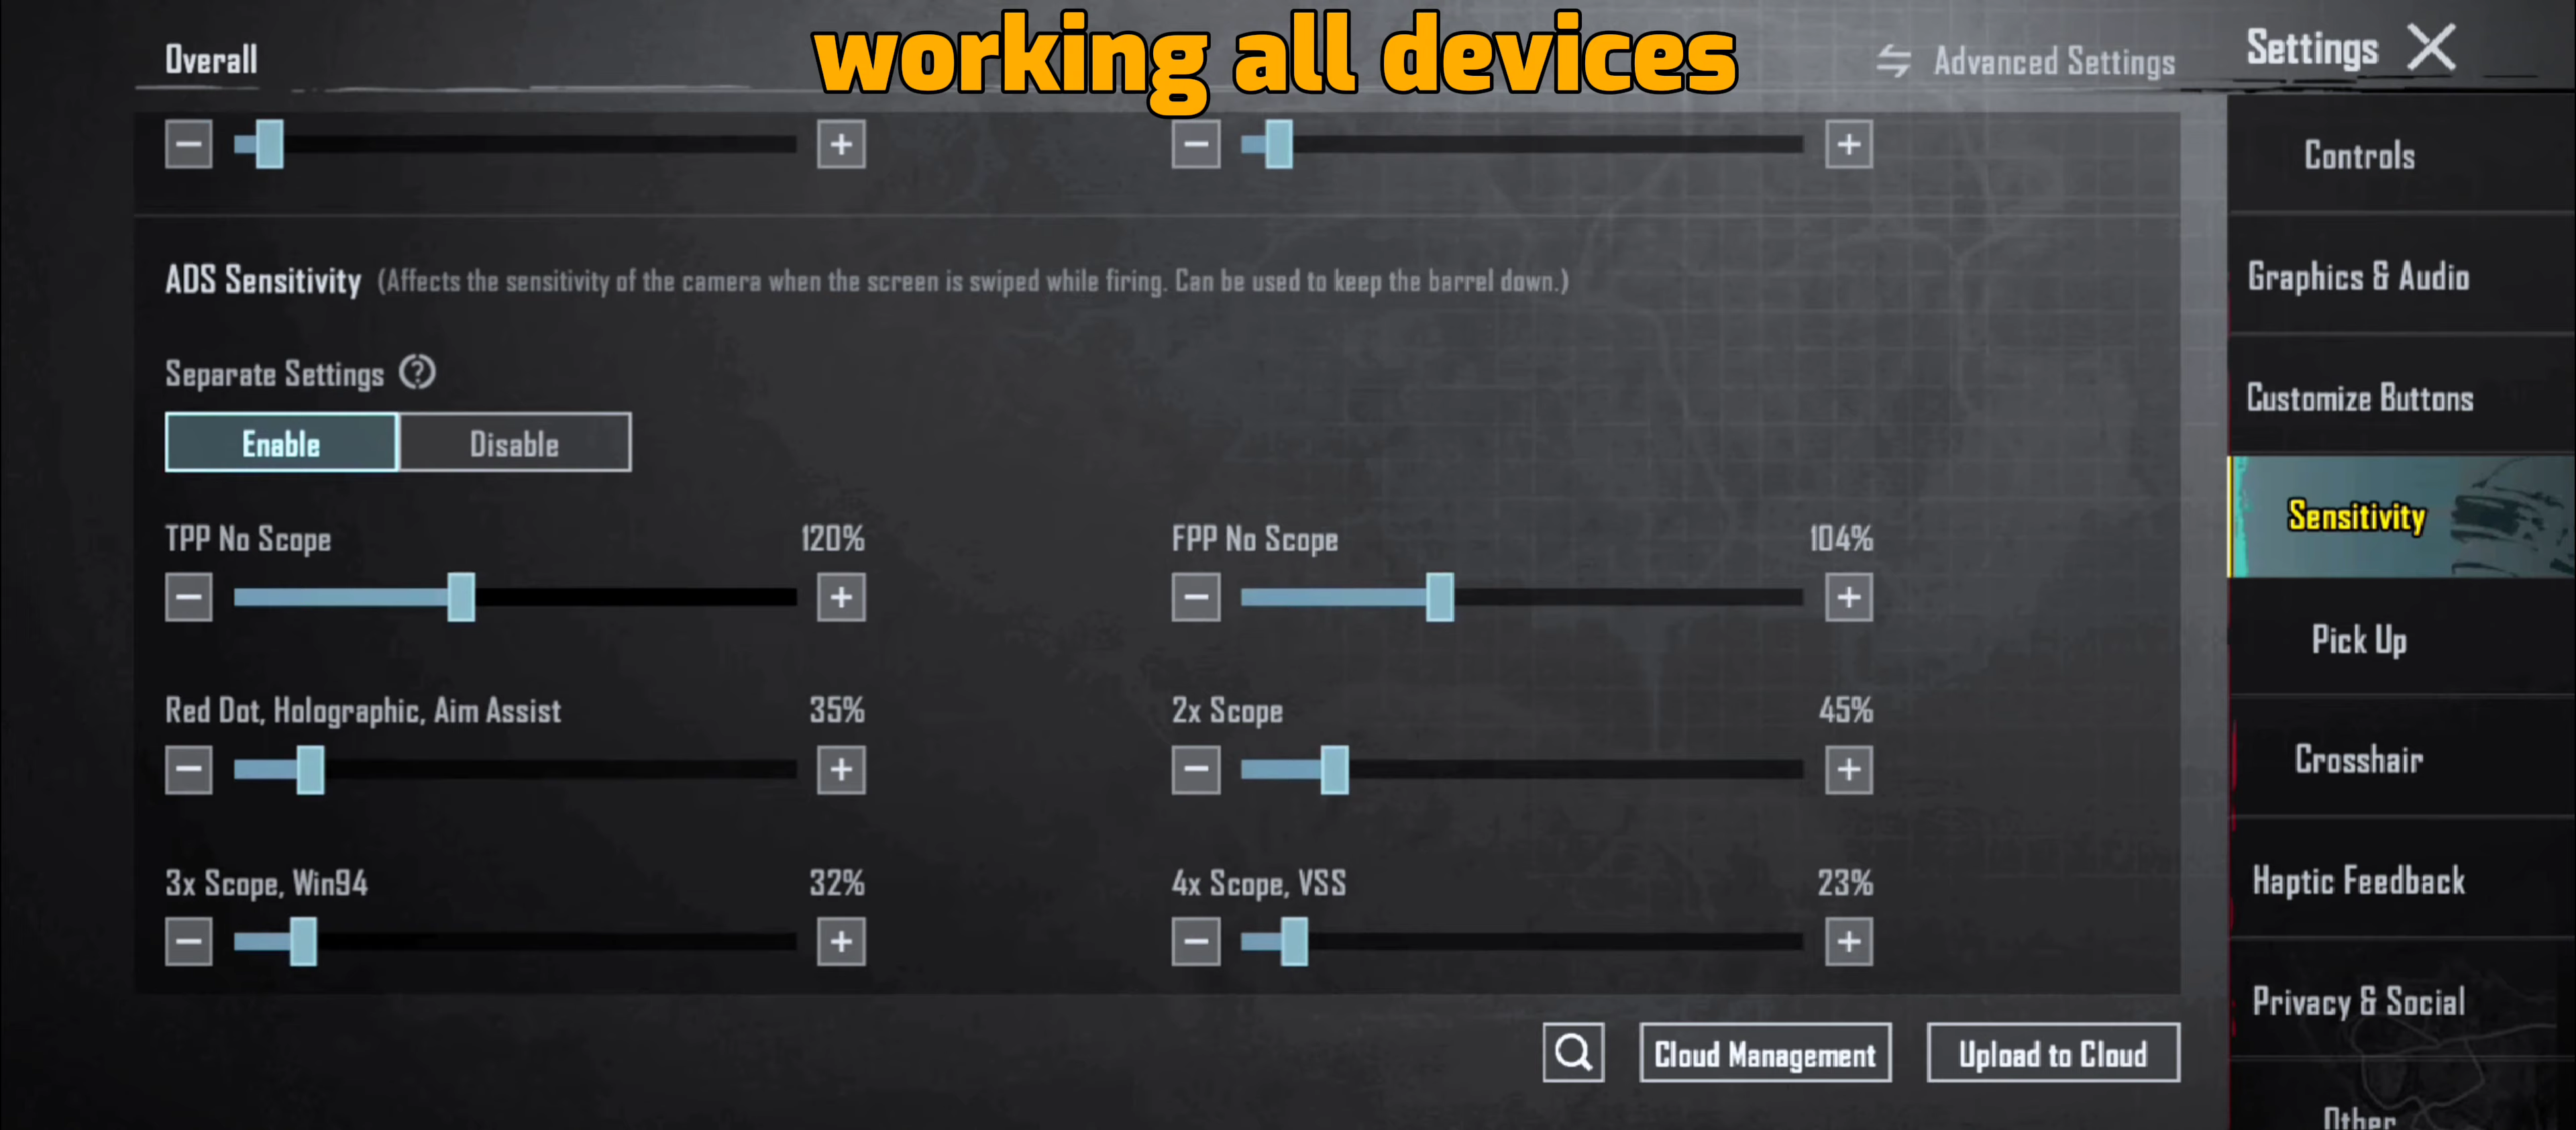 working all devices
Overall
Advanced Settings
Settings
ADS Sensitivity (Affects the sensitivity of the camera when the screen is swiped while firing. Can be used to keep the barrel down.)
Separate Settings
Enable Disable
TPP No Scope 120%
FPP No Scope 104%
Red Dot, Holographic, Aim Assist 35%
2x Scope 45%
3x Scope, Win94 32%
4x Scope, VSS 23%
Cloud Management
Upload to Cloud
Controls
Graphics & Audio
Customize Buttons
Sensitivity
Pick Up
Crosshair
Haptic Feedback
Privacy & Social
Other